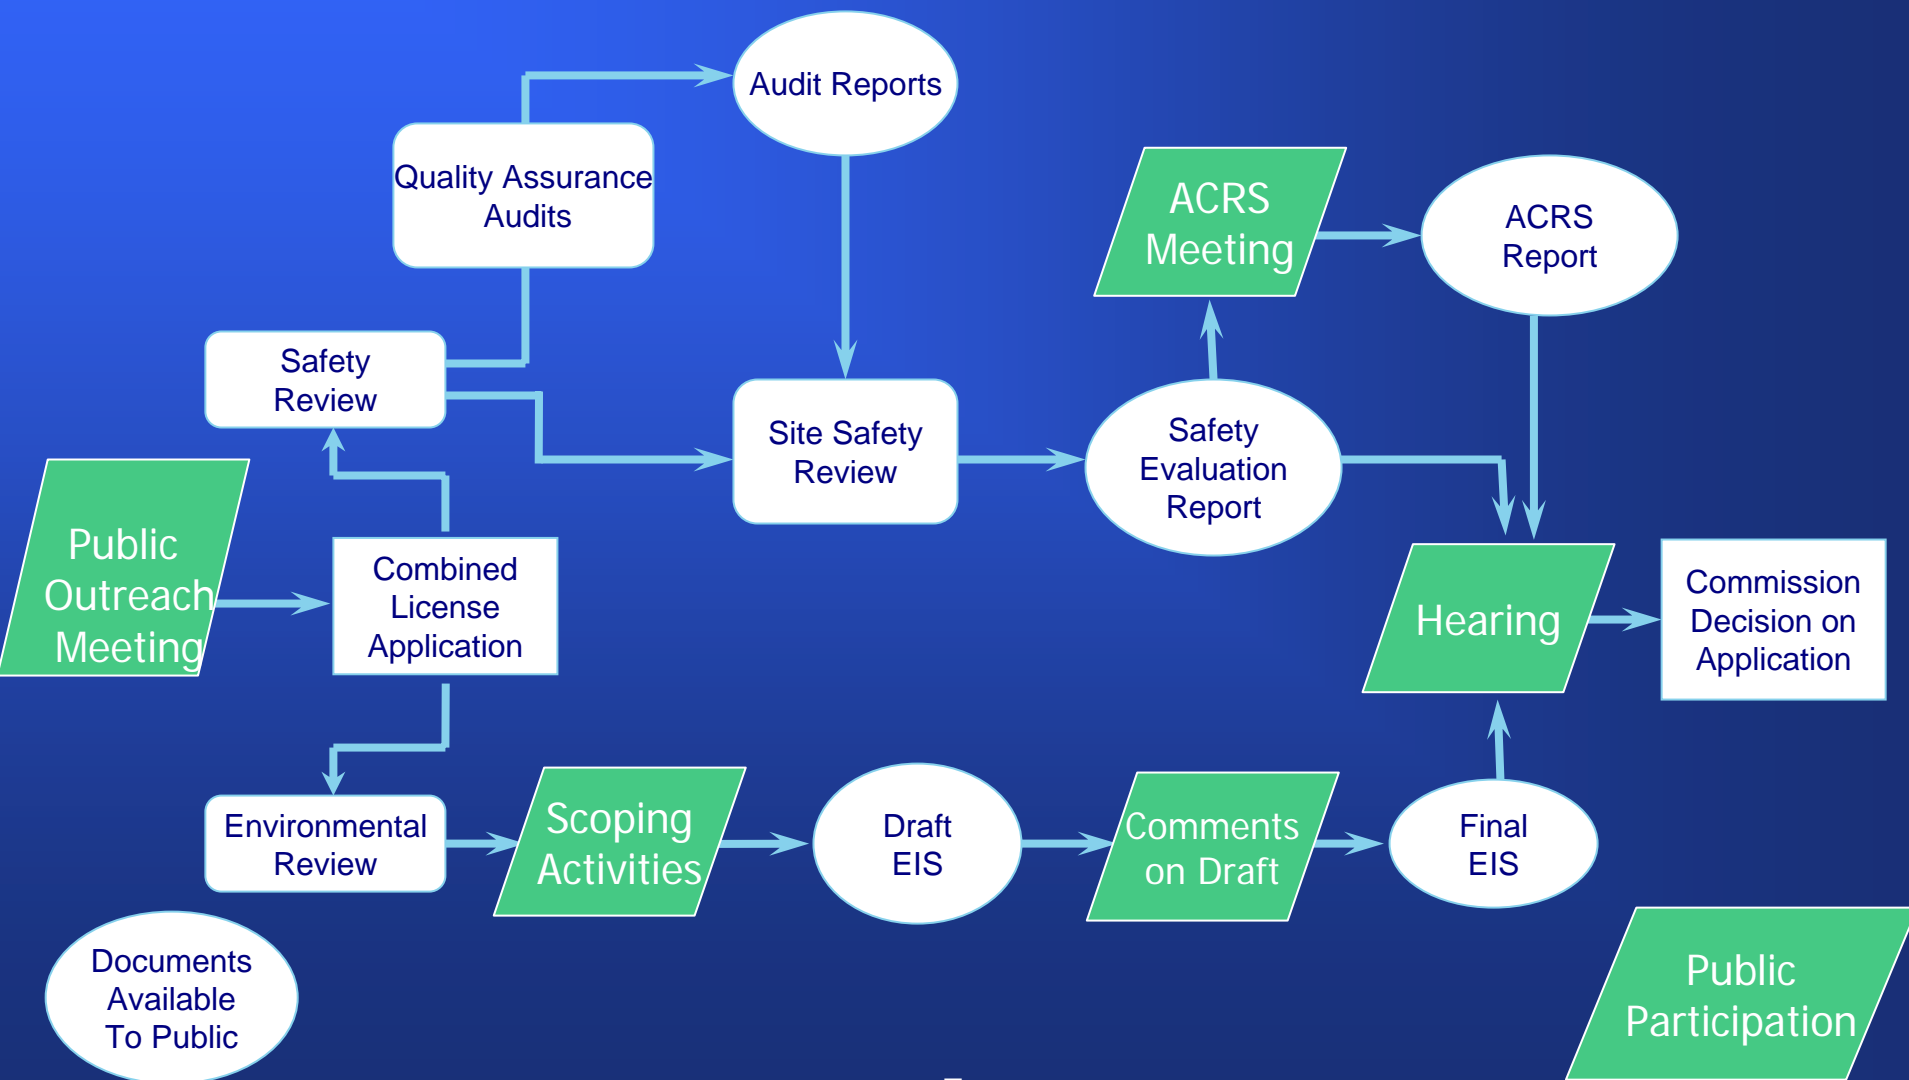 Audit Reports
Quality Assurance
Audits
ACRS
Meeting
ACRS
Report
Safety
Review
Site Safety
Review
Safety
Evaluation
Report
Public
Outreach
Meeting
Combined
License
Application
Hearing
Commission
Decision on
Application
Environmental
Review
Scoping
Activities
Draft
EIS
Comments
on Draft
Final
EIS
Documents
Available
To Public
Public
Participation